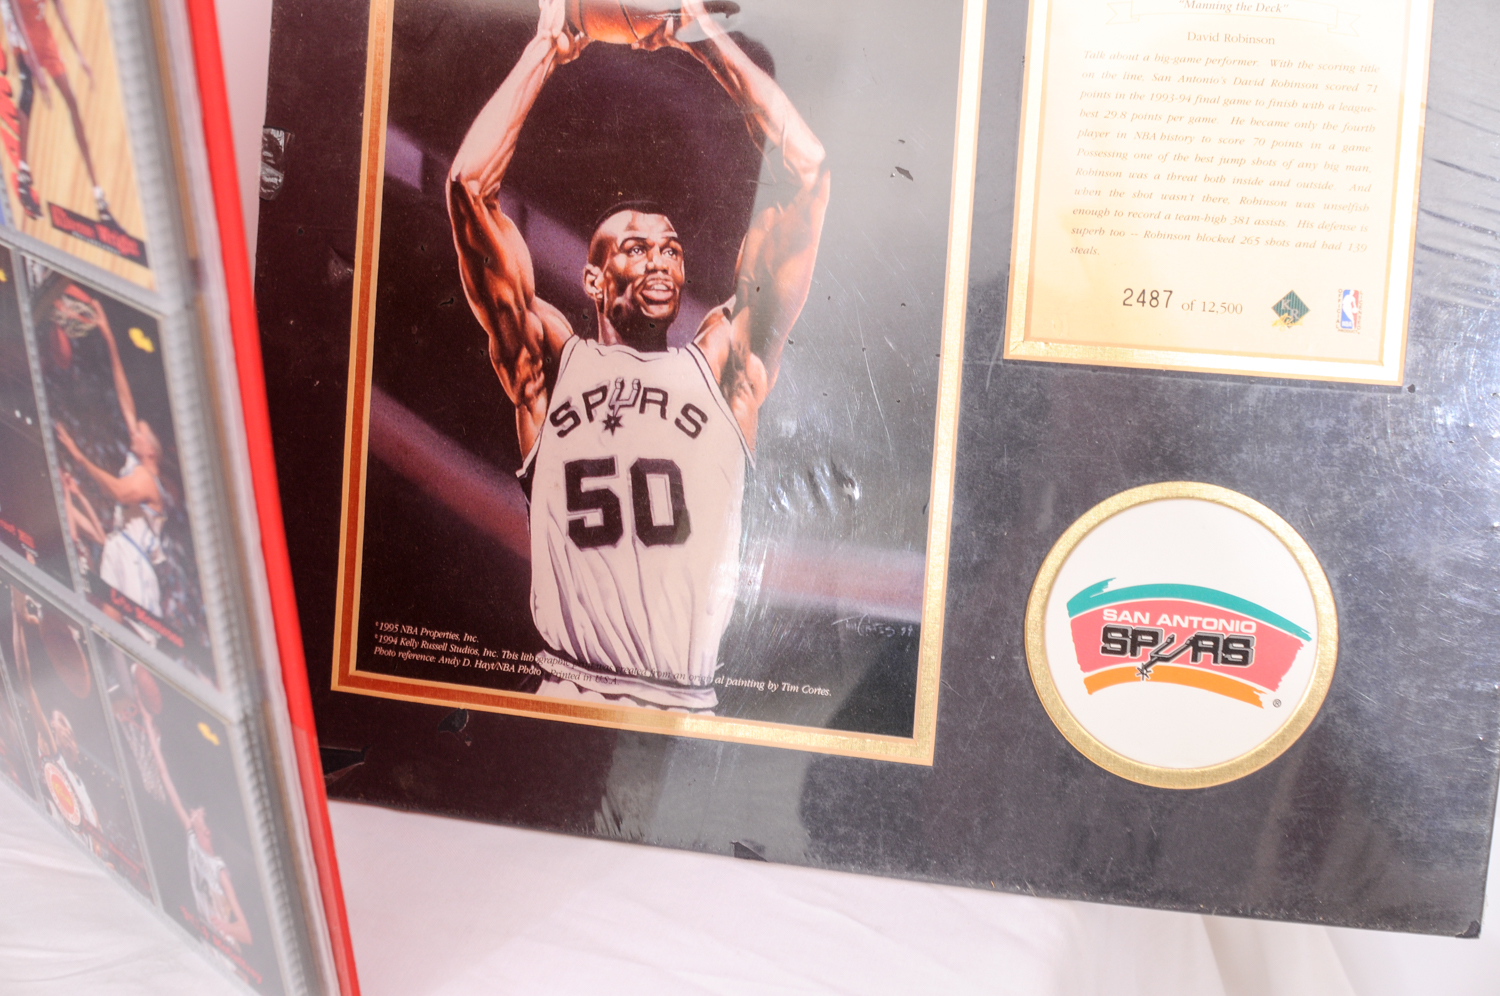 "Manning the Deck"
David Robinson
Talk about a big-game performer. With the scoring title
on the line, San Antonio's David Robinson scored 71
points in the 1993-94 final game to finish with a league-
best 29.8 points per game. He became only the fourth
player in NBA history to score 70 points in a game.
Possessing one of the best jump shots of any big man,
Robinson was a threat both inside and outside. And
when the shot wasn't there, Robinson was unselfish
enough to record a team-high 381 assists. His defense is
superb too — Robinson blocked 265 shots and had 139
steals.
2487 of 12,500
SPURS
50
©1995 NBA Properties, Inc.
©1994 Kelly Russell Studios, Inc. This lithograph was created from an original painting by Tim Cortes.
Photo reference: Andy D. Hayt/NBA Photo Printed in U.S.A.
SAN ANTONIO
SPURS
®